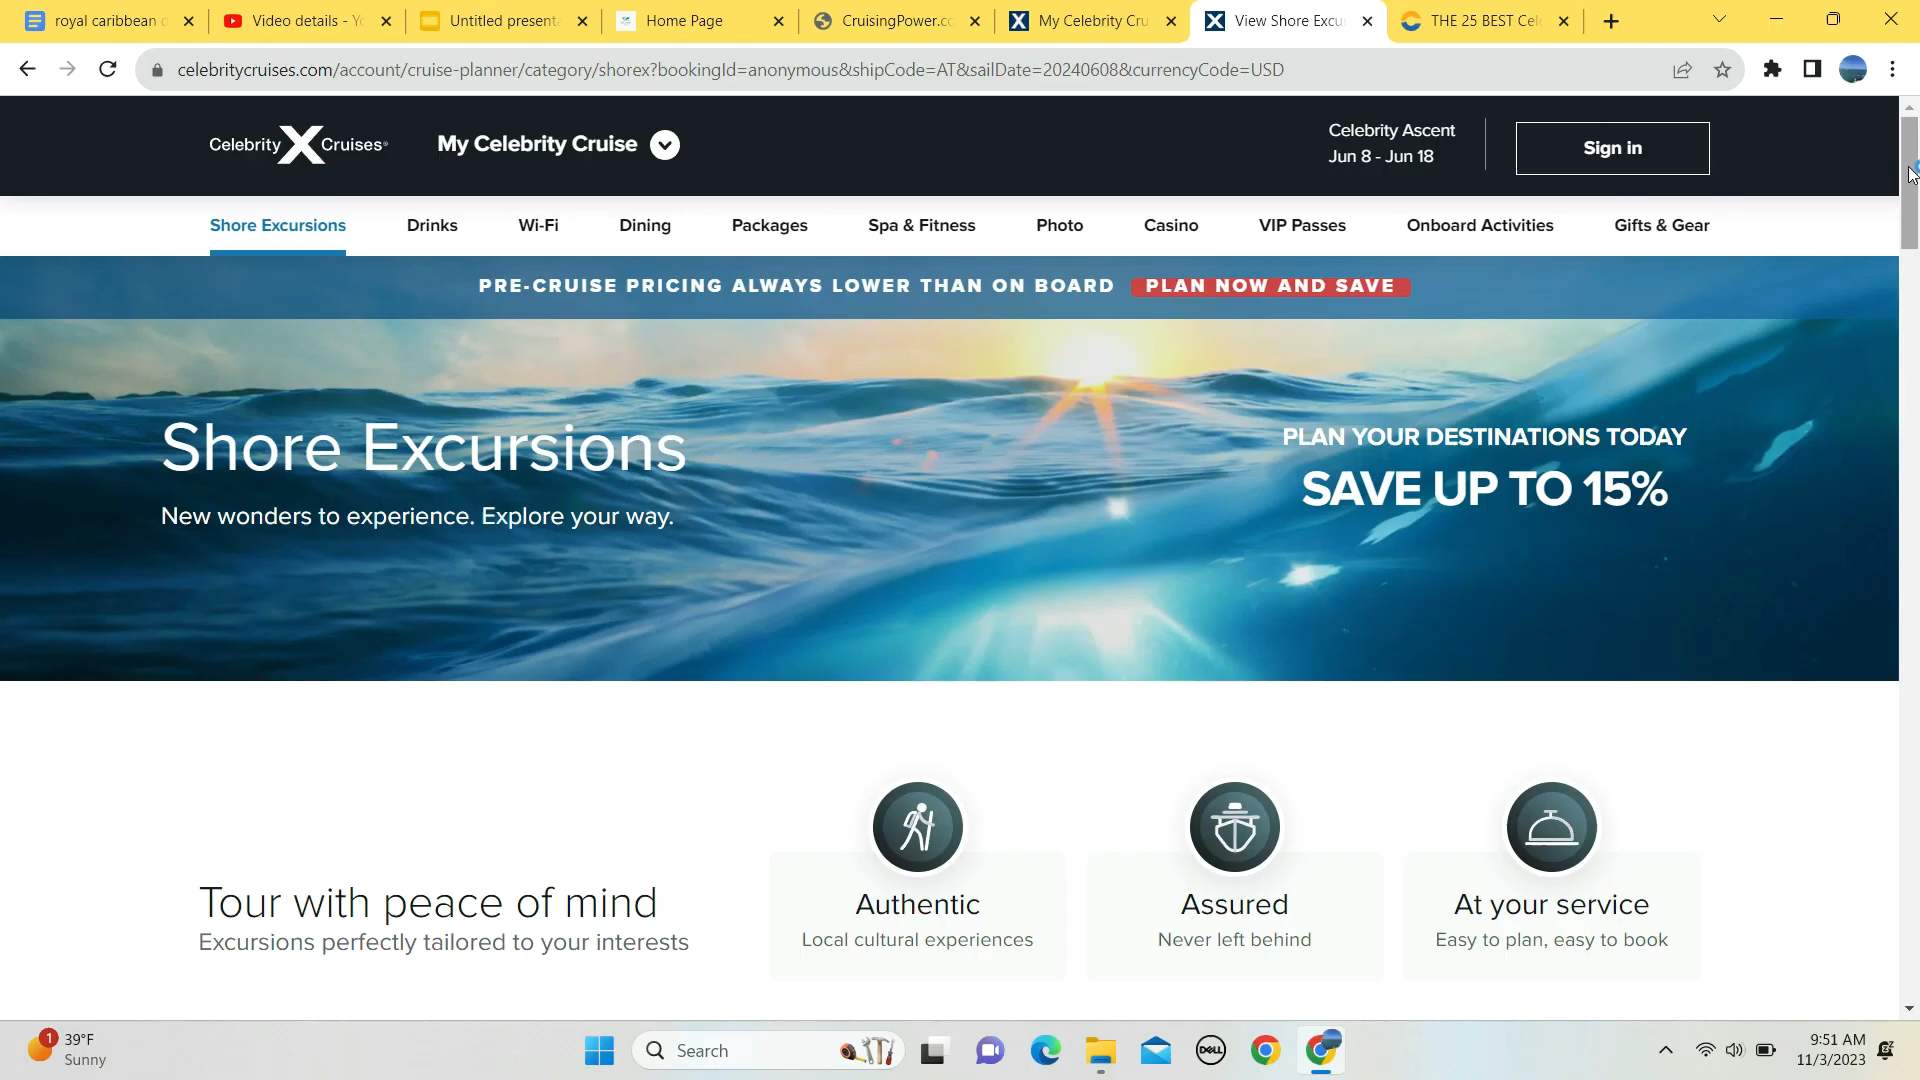 royal caribbean
Video details - Yo
Untitled present
Home Page
CruisingPower.co
My Celebrity Cru
View Shore Excu
THE 25 BEST Cel
celebritycruises.com/account/cruise-planner/category/shorex?bookingId=anonymous&shipCode=AT&sailDate=20240608&currencyCode=USD
Celebrity X Cruises®
My Celebrity Cruise
Celebrity Ascent
Jun 8 - Jun 18
Sign in
Shore Excursions Drinks Wi-Fi Dining Packages Spa & Fitness Photo Casino VIP Passes Onboard Activities Gifts & Gear
PRE-CRUISE PRICING ALWAYS LOWER THAN ON BOARD PLAN NOW AND SAVE
Shore Excursions
New wonders to experience. Explore your way.
PLAN YOUR DESTINATIONS TODAY
SAVE UP TO 15%
Tour with peace of mind
Excursions perfectly tailored to your interests
Authentic
Local cultural experiences
Assured
Never left behind
At your service
Easy to plan, easy to book
1
39°F
Sunny
Search
DELL
9:51 AM
11/3/2023